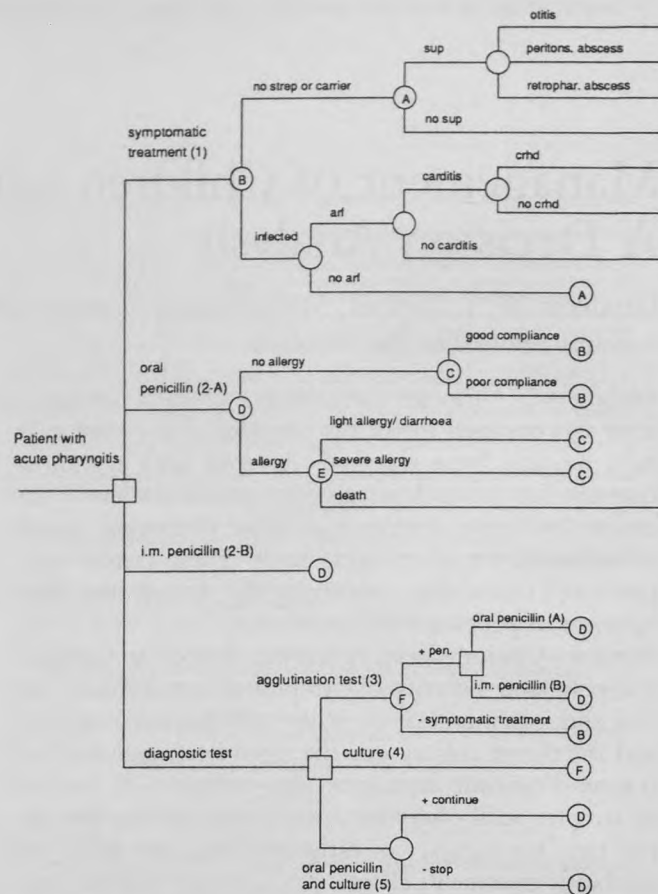 otitis
sup
peritons. abscess
no strep or carrier
retrophar. abscess
A
no sup
symptomatic
treatment (1)
B
crhd
carditis
arf
no crhd
infected
no carditis
no arf
A
good compliance
B
oral
penicillin (2-A)
no allergy
C
poor compliance
B
D
light allergy/ diarrhoea
C
Patient with
acute pharyngitis
allergy
E
severe allergy
C
death
i.m. penicillin (2-B)
D
oral penicillin (A)
D
+ pen.
agglutination test (3)
F
i.m. penicillin (B)
D
- symptomatic treatment
B
diagnostic test
culture (4)
F
+ continue
D
oral penicillin
and culture (5)
- stop
D